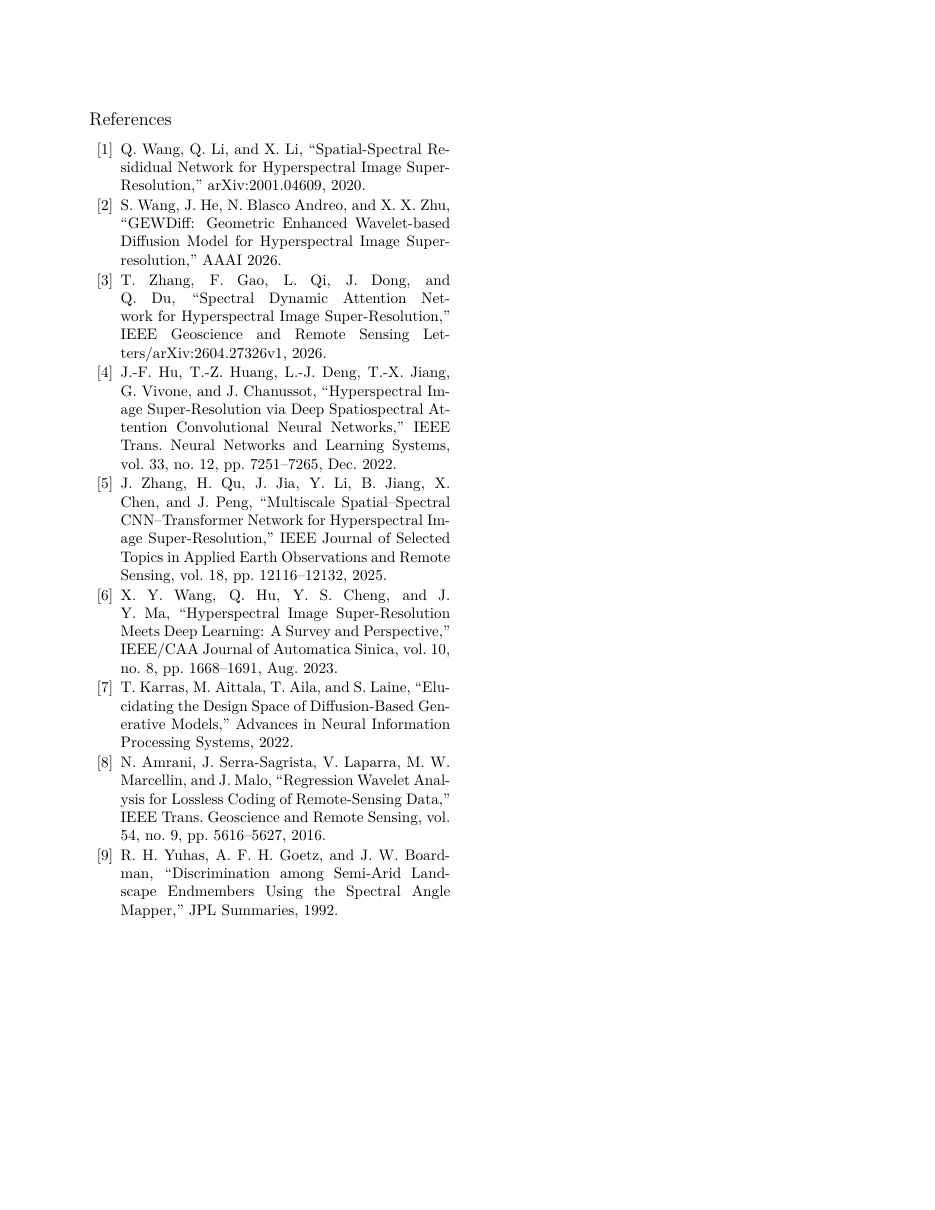 References
[1] Q. Wang, Q. Li, and X. Li, “Spatial-Spectral Re-
sididual Network for Hyperspectral Image Super-
Resolution,” arXiv:2001.04609, 2020.
[2] S. Wang, J. He, N. Blasco Andreo, and X. X. Zhu,
“GEWDiff: Geometric Enhanced Wavelet-based
Diffusion Model for Hyperspectral Image Super-
resolution,” AAAI 2026.
[3] T. Zhang, F. Gao, L. Qi, J. Dong, and
Q. Du, “Spectral Dynamic Attention Net-
work for Hyperspectral Image Super-Resolution,”
IEEE Geoscience and Remote Sensing Let-
ters/arXiv:2604.27326v1, 2026.
[4] J.-F. Hu, T.-Z. Huang, L.-J. Deng, T.-X. Jiang,
G. Vivone, and J. Chanussot, “Hyperspectral Im-
age Super-Resolution via Deep Spatiospectral At-
tention Convolutional Neural Networks,” IEEE
Trans. Neural Networks and Learning Systems,
vol. 33, no. 12, pp. 7251–7265, Dec. 2022.
[5] J. Zhang, H. Qu, J. Jia, Y. Li, B. Jiang, X.
Chen, and J. Peng, “Multiscale Spatial–Spectral
CNN–Transformer Network for Hyperspectral Im-
age Super-Resolution,” IEEE Journal of Selected
Topics in Applied Earth Observations and Remote
Sensing, vol. 18, pp. 12116–12132, 2025.
[6] X. Y. Wang, Q. Hu, Y. S. Cheng, and J.
Y. Ma, “Hyperspectral Image Super-Resolution
Meets Deep Learning: A Survey and Perspective,”
IEEE/CAA Journal of Automatica Sinica, vol. 10,
no. 8, pp. 1668–1691, Aug. 2023.
[7] T. Karras, M. Aittala, T. Aila, and S. Laine, “Elu-
cidating the Design Space of Diffusion-Based Gen-
erative Models,” Advances in Neural Information
Processing Systems, 2022.
[8] N. Amrani, J. Serra-Sagrista, V. Laparra, M. W.
Marcellin, and J. Malo, “Regression Wavelet Anal-
ysis for Lossless Coding of Remote-Sensing Data,”
IEEE Trans. Geoscience and Remote Sensing, vol.
54, no. 9, pp. 5616–5627, 2016.
[9] R. H. Yuhas, A. F. H. Goetz, and J. W. Board-
man, “Discrimination among Semi-Arid Land-
scape Endmembers Using the Spectral Angle
Mapper,” JPL Summaries, 1992.